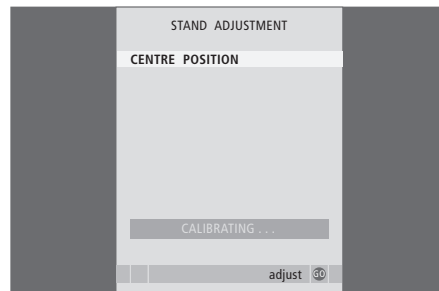 STAND ADJUSTMENT
CENTRE POSITION
CALIBRATING . . .
adjust GO